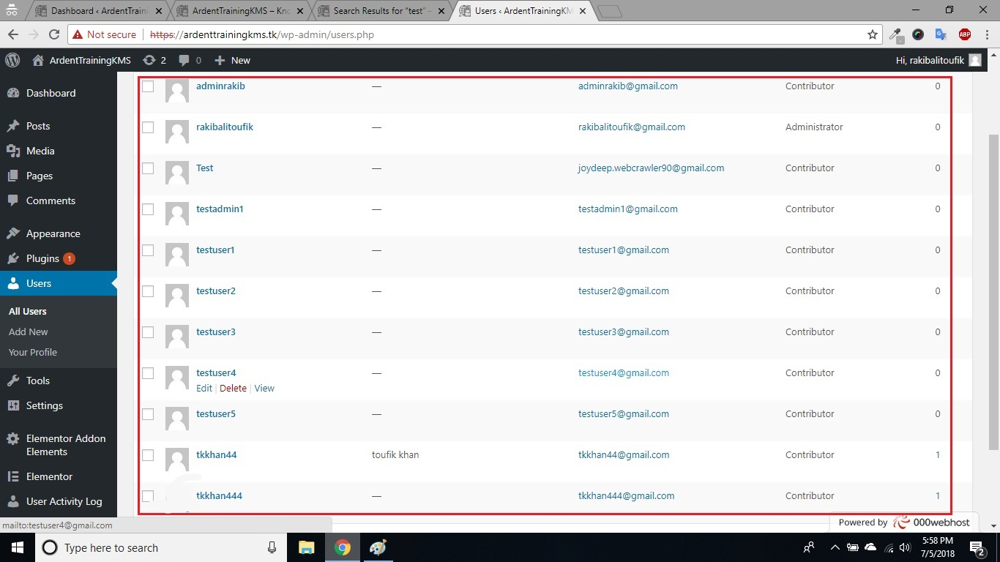 Dashboard ‹ ArdentTrainin
ArdentTrainingKMS – Kno
Search Results for “test” -
Users ‹ ArdentTrainingKM
Not secure https://ardenttrainingkms.tk/wp-admin/users.php
ABP
ArdentTrainingKMS 2 0 New
Hi, rakibalitoufik
Dashboard
Posts
Media
Pages
Comments
Appearance
Plugins 1
Users
All Users
Add New
Your Profile
Tools
Settings
Elementor Addon
Elements
Elementor
User Activity Log
adminrakib — adminrakib@gmail.com Contributor 0
rakibalitoufik — rakibalitoufik@gmail.com Administrator 0
Test — joydeep.webcrawler90@gmail.com Contributor 0
testadmin1 — testadmin1@gmail.com Contributor 0
testuser1 — testuser1@gmail.com Contributor 0
testuser2 — testuser2@gmail.com Contributor 0
testuser3 — testuser3@gmail.com Contributor 0
testuser4 — testuser4@gmail.com Contributor 0
Edit | Delete | View
testuser5 — testuser5@gmail.com Contributor 0
tkkhan44 toufik khan tkkhan44@gmail.com Contributor 1
tkkhan444 — tkkhan444@gmail.com Contributor 1
mailto:testuser4@gmail.com
Powered by 000webhost
Type here to search
5:58 PM
7/5/2018
2